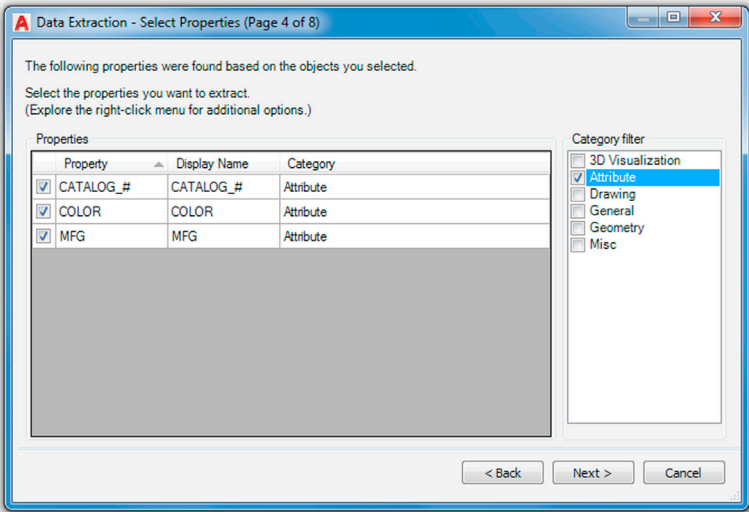 A Data Extraction - Select Properties (Page 4 of 8)
The following properties were found based on the objects you selected.
Select the properties you want to extract.
(Explore the right-click menu for additional options.)
Properties
Property Display Name Category
CATALOG_# CATALOG_# Attribute
COLOR COLOR Attribute
MFG MFG Attribute
Category filter
3D Visualization
Attribute
Drawing
General
Geometry
Misc
< Back Next > Cancel